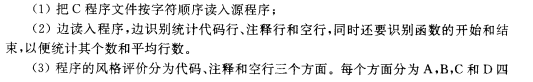 (1) 把 C 程序文件按字符顺序读入源程序;
(2) 边读入程序,边识别统计代码行、注释行和空行,同时还要识别函数的开始和结
束,以便统计其个数和平均行数。
(3) 程序的风格评价分为代码、注释和空行三个方面。每个方面分为 A,B,C 和 D 四